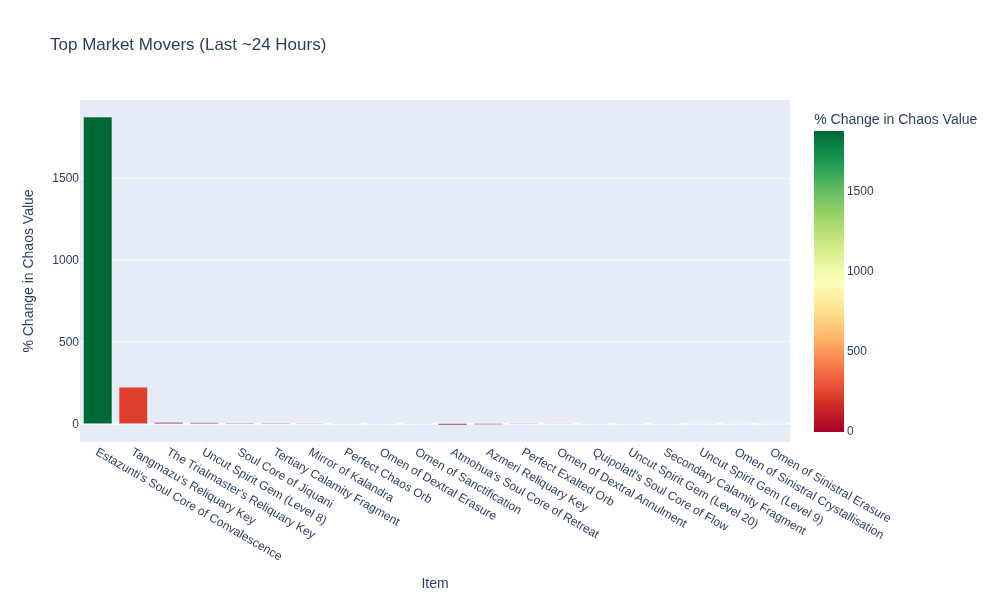 Top Market Movers (Last ~24 Hours)
% Change in Chaos Value
1500
1000
500
0
% Change in Chaos Value
1500
1000
500
0
Estazunti's Soul Core of Convalescence
Tangmazu's Reliquary Key
The Trialmaster's Reliquary Key
Uncut Spirit Gem (Level 8)
Soul Core of Jiquani
Tertiary Calamity Fragment
Mirror of Kalandra
Perfect Chaos Orb
Omen of Dextral Erasure
Omen of Sanctification
Atmohua's Soul Core of Retreat
Azmeri Reliquary Key
Perfect Exalted Orb
Omen of Dextral Annulment
Quipolatl's Soul Core of Flow
Uncut Spirit Gem (Level 20)
Secondary Calamity Fragment
Uncut Spirit Gem (Level 9)
Omen of Sinistral Crystallisation
Omen of Sinistral Erasure
Item